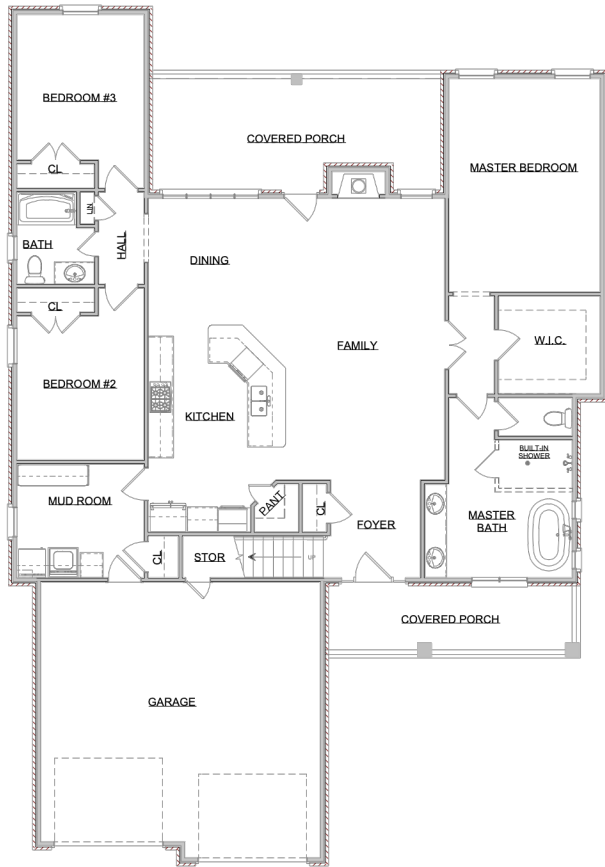 BEDROOM #3
COVERED PORCH
MASTER BEDROOM
CL
LIN
BATH
HALL
DINING
CL
FAMILY
W.I.C.
BEDROOM #2
KITCHEN
BUILT-IN
SHOWER
MUD ROOM
PANT
CL
FOYER
MASTER
BATH
CL
STOR
UP
COVERED PORCH
GARAGE